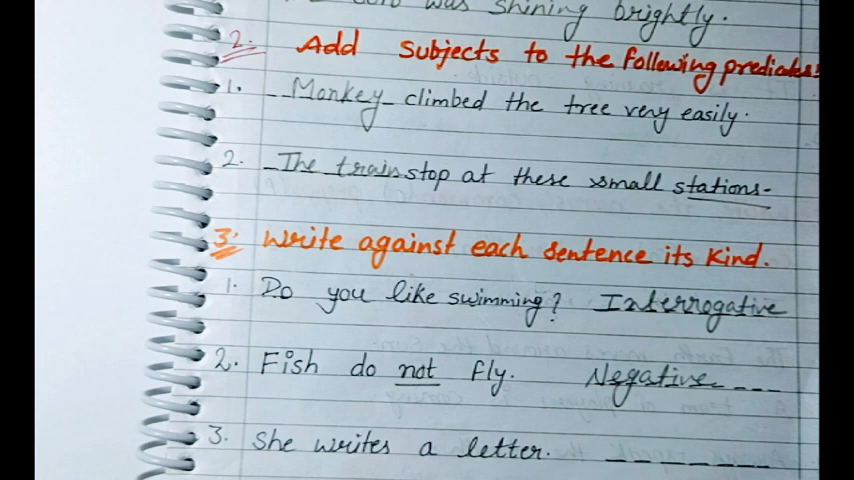 was shining brightly.
2. Add subjects to the following predicates:
1. Monkey climbed the tree very easily.
2. The train stop at these small stations.
3. Write against each sentence its kind.
1. Do you like swimming? Interrogative
2. Fish do not fly. Negative
3. She writes a letter.